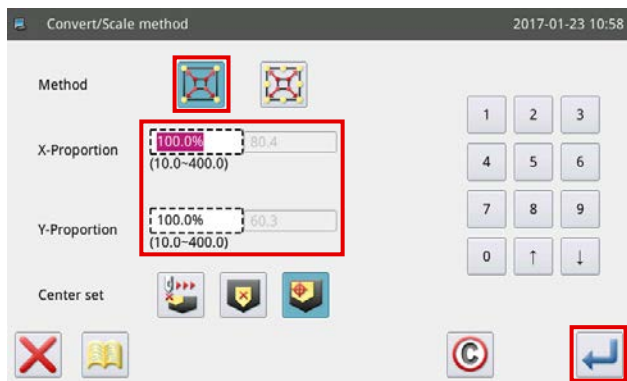 Convert/Scale method 2017-01-23 10:58
Method
X-Proportion 100.0% 80.4
(10.0~400.0)
Y-Proportion 100.0% 60.3
(10.0~400.0)
Center set
1 2 3
4 5 6
7 8 9
0 ↑ ↓
C